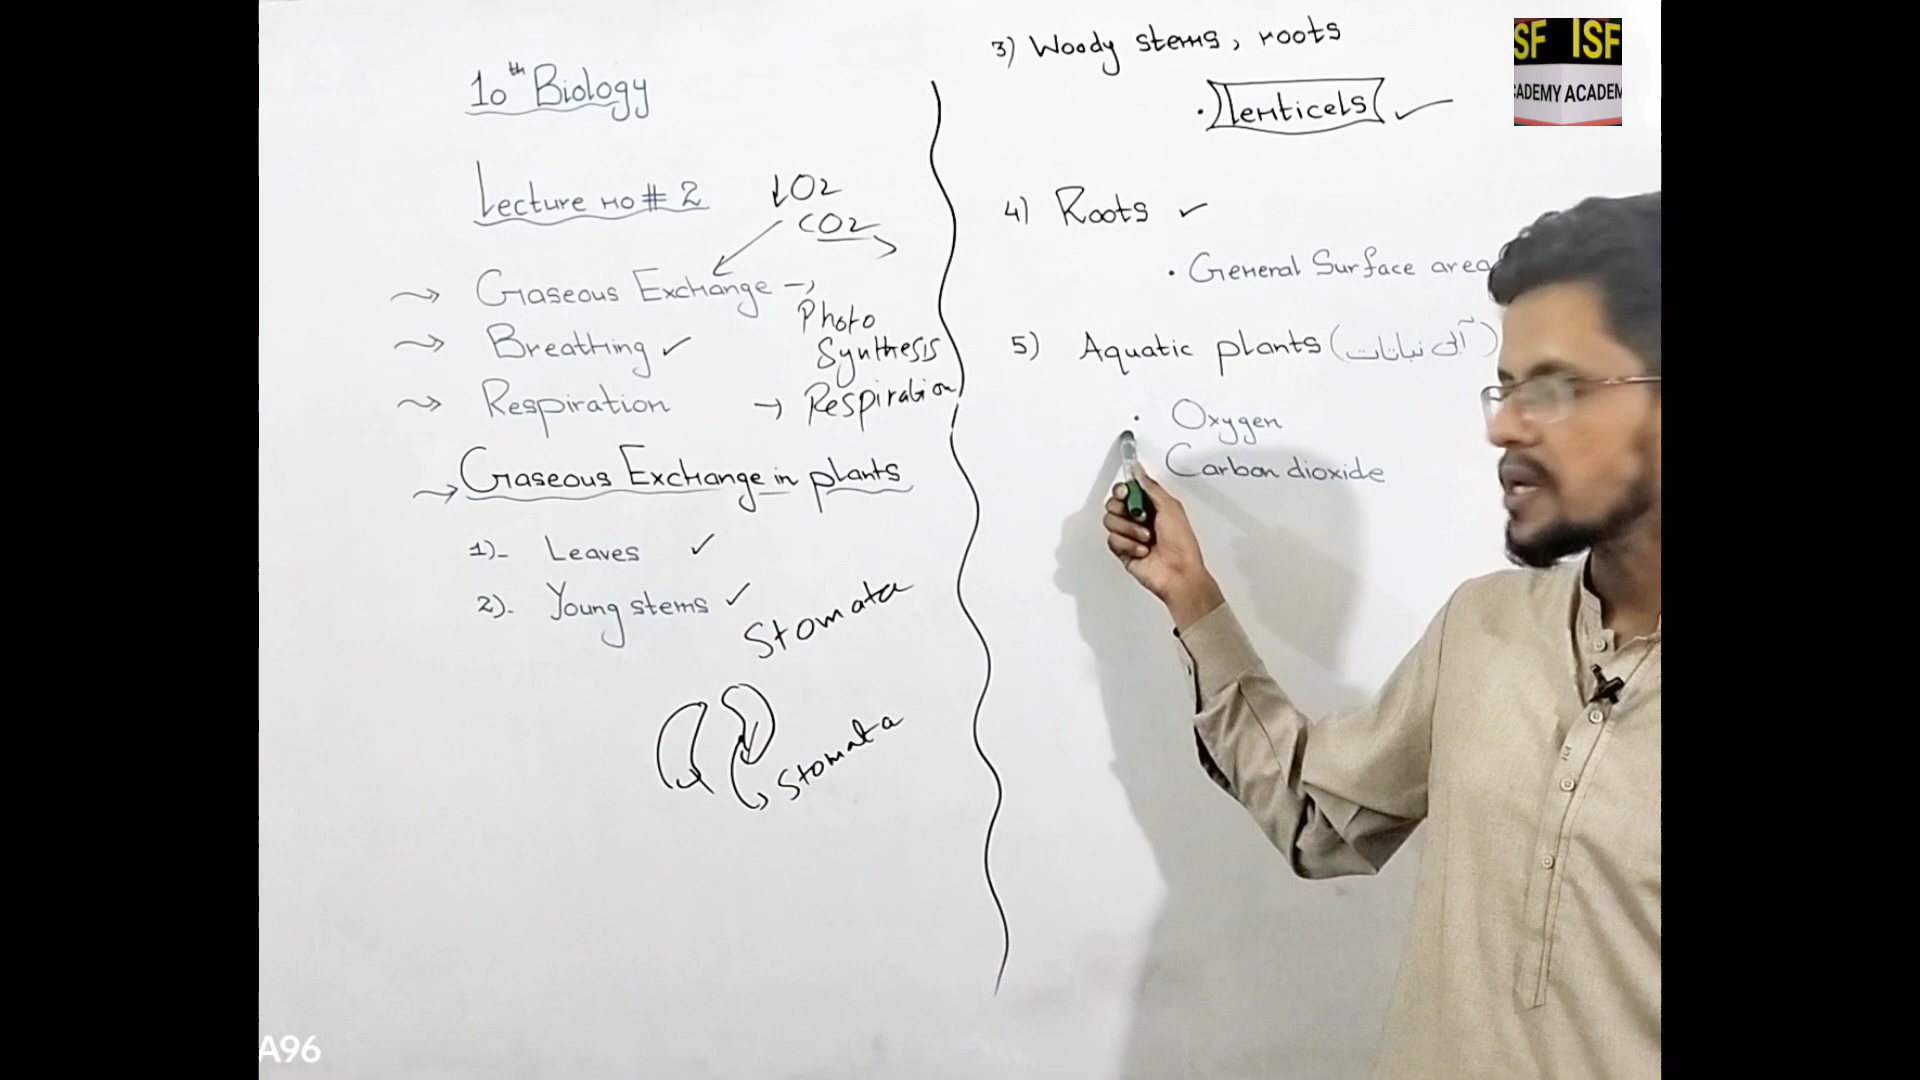 10th Biology
Lecture no # 2
↓O2
CO2
Gaseous Exchange →
Photo
Synthesis
Breathing ✓
Respiration → Respiration
→ Gaseous Exchange in plants
1)- Leaves ✓
2)- Young stems ✓
Stomata
Stomata
3) Woody stems, roots
• lenticels ✓
4) Roots ✓
• General Surface area
5) Aquatic plants (آبی نباتات)
• Oxygen
Carbon dioxide
SF ISF
CADEMY ACADEM
A96